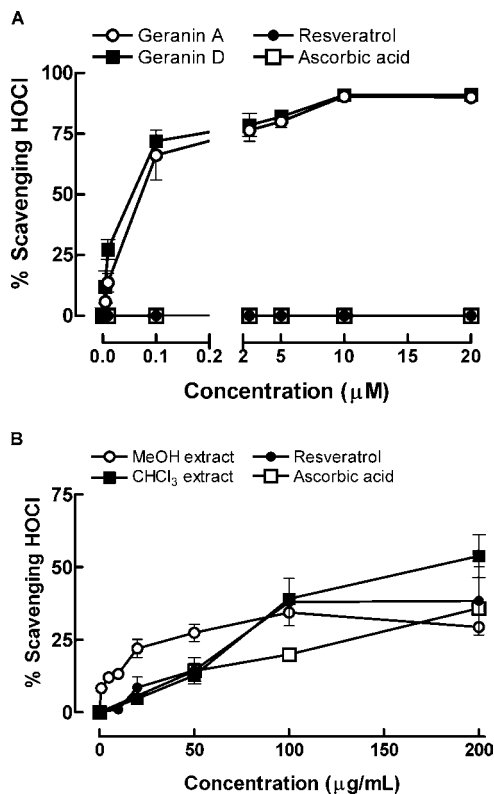 A
Geranin A
Resveratrol
Geranin D
Ascorbic acid
% Scavenging HOCl
100
75
50
25
0
0.0 0.1 0.2 2 5 10 15 20
Concentration (μM)
B
MeOH extract
Resveratrol
CHCl₃ extract
Ascorbic acid
% Scavenging HOCl
75
50
25
0
0 50 100 150 200
Concentration (μg/mL)